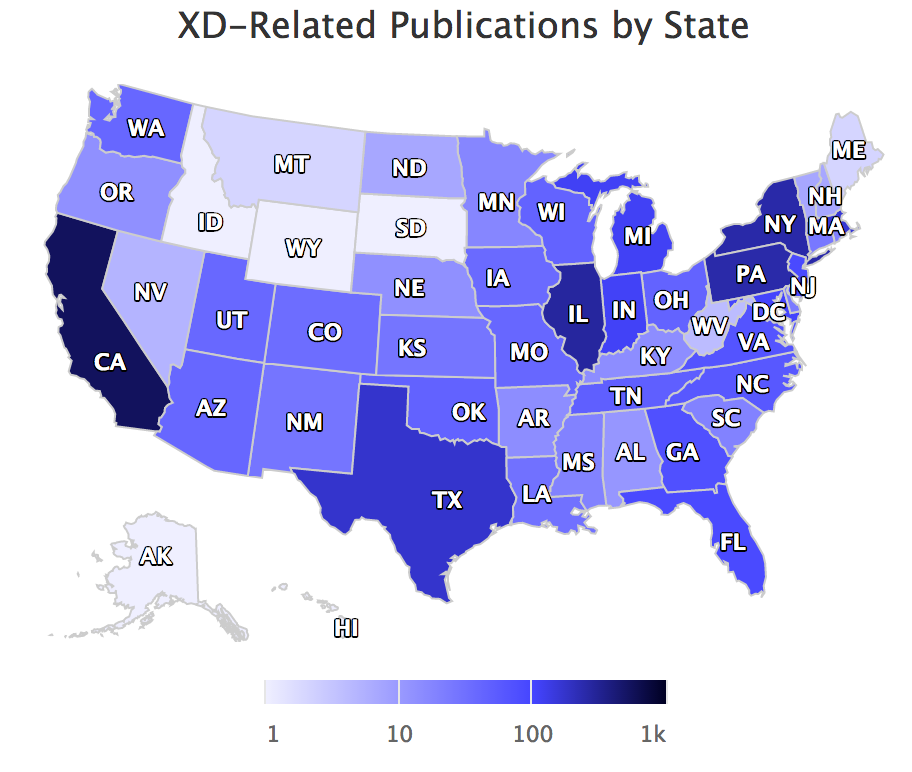 XD-Related Publications by State
WA
ME
MT
ND
OR
MN
NH
ID
SD
WI
NY
MA
WY
MI
PA
IA
NV
NE
NJ
OH
UT
IL
IN
DC
CO
WV
KS
MO
KY
VA
CA
NC
TN
AZ
OK
NM
AR
SC
MS
AL
GA
TX
LA
FL
AK
HI
1 10 100 1k